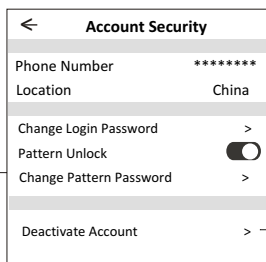 Account Security
Phone Number ********
Location China
Change Login Password >
Pattern Unlock
Change Pattern Password >
Deactivate Account >